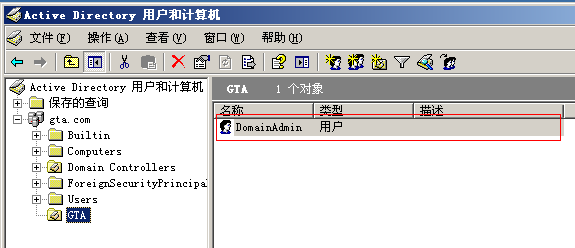 Active Directory 用户和计算机
文件(F) 操作(A) 查看(V) 窗口(W) 帮助(H)
Active Directory 用户和计算机
保存的查询
gta.com
Builtin
Computers
Domain Controllers
ForeignSecurityPrincipal
Users
GTA
GTA 1 个对象
名称 类型 描述
DomainAdmin 用户